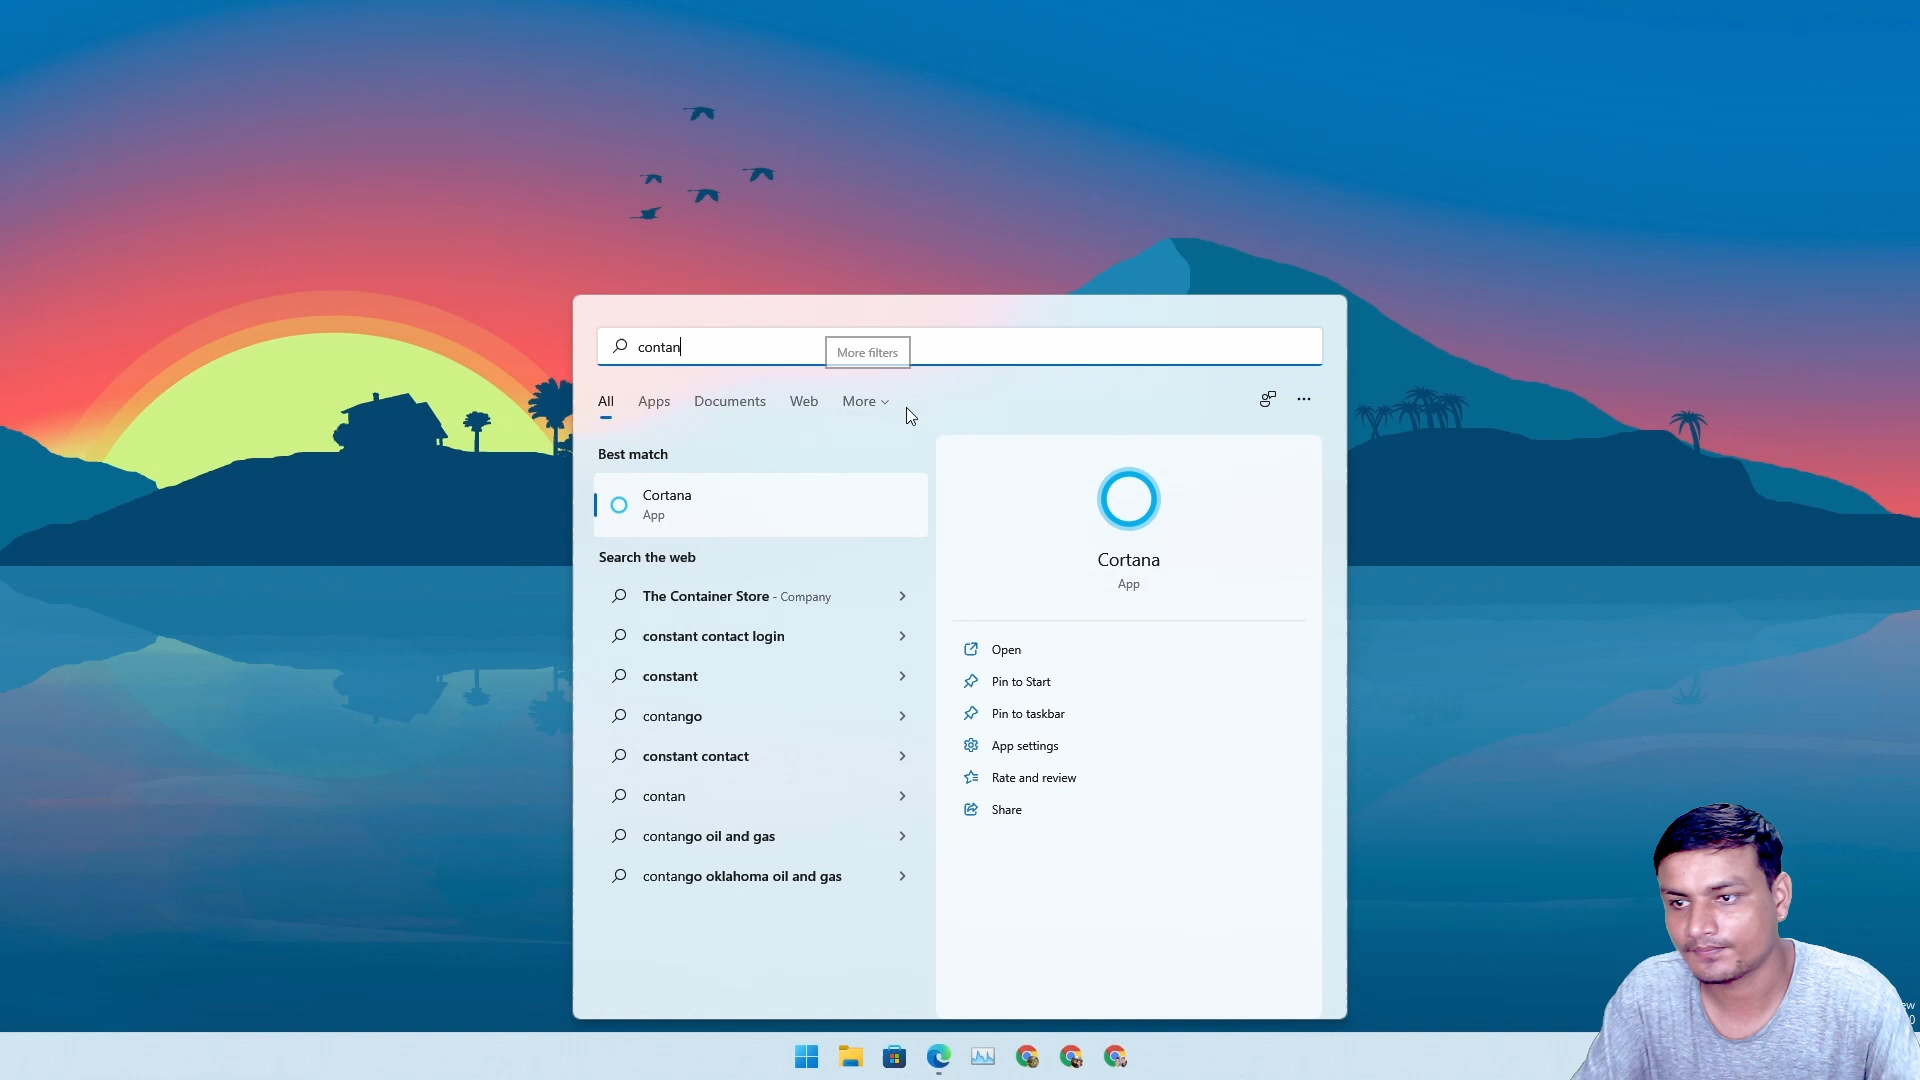 contan
More filters
All
Apps
Documents
Web
More
Best match
Cortana
App
Search the web
The Container Store - Company
constant contact login
constant
contango
constant contact
contan
contango oil and gas
contango oklahoma oil and gas
Cortana
App
Open
Pin to Start
Pin to taskbar
App settings
Rate and review
Share